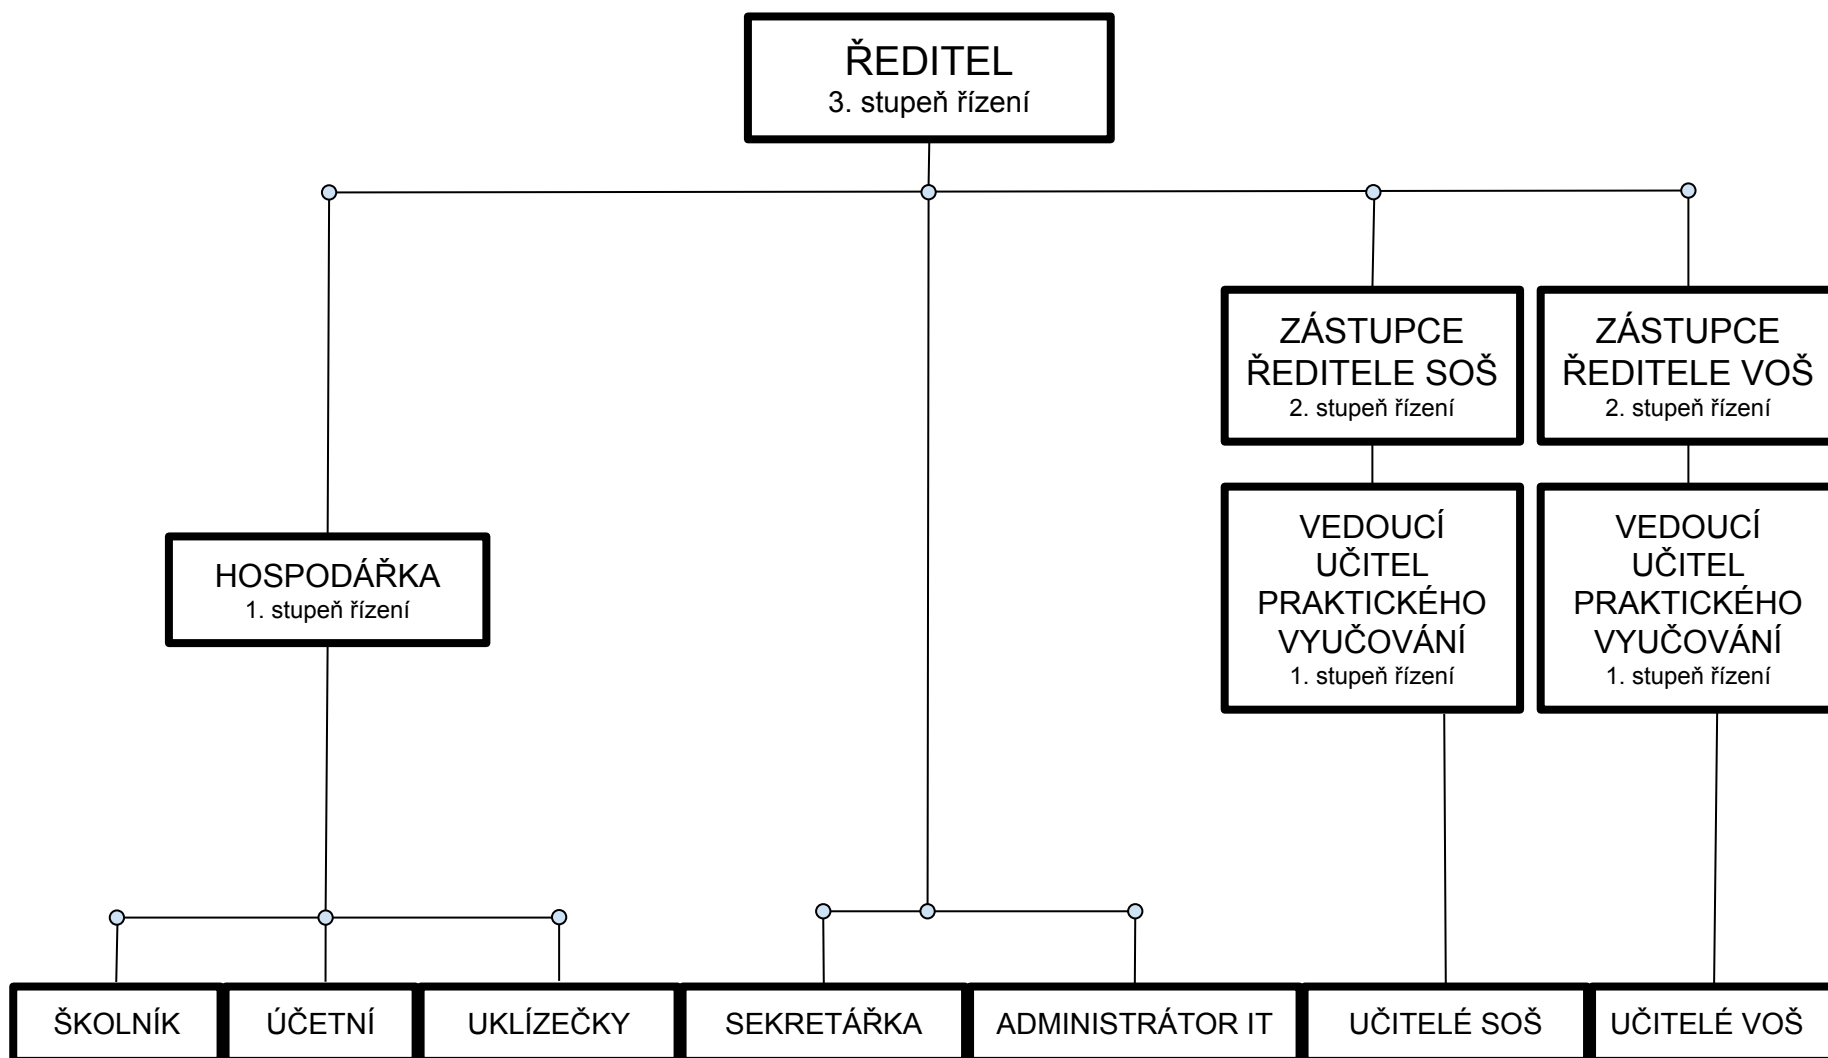 ŘEDITEL
3. stupeň řízení
ZÁSTUPCE
ŘEDITELE SOŠ
2. stupeň řízení
ZÁSTUPCE
ŘEDITELE VOŠ
2. stupeň řízení
HOSPODÁŘKA
1. stupeň řízení
VEDOUCÍ
UČITEL
PRAKTICKÉHO
VYUČOVÁNÍ
1. stupeň řízení
VEDOUCÍ
UČITEL
PRAKTICKÉHO
VYUČOVÁNÍ
1. stupeň řízení
ŠKOLNÍK
ÚČETNÍ
UKLÍZEČKY
SEKRETÁŘKA
ADMINISTRÁTOR IT
UČITELÉ SOŠ
UČITELÉ VOŠ